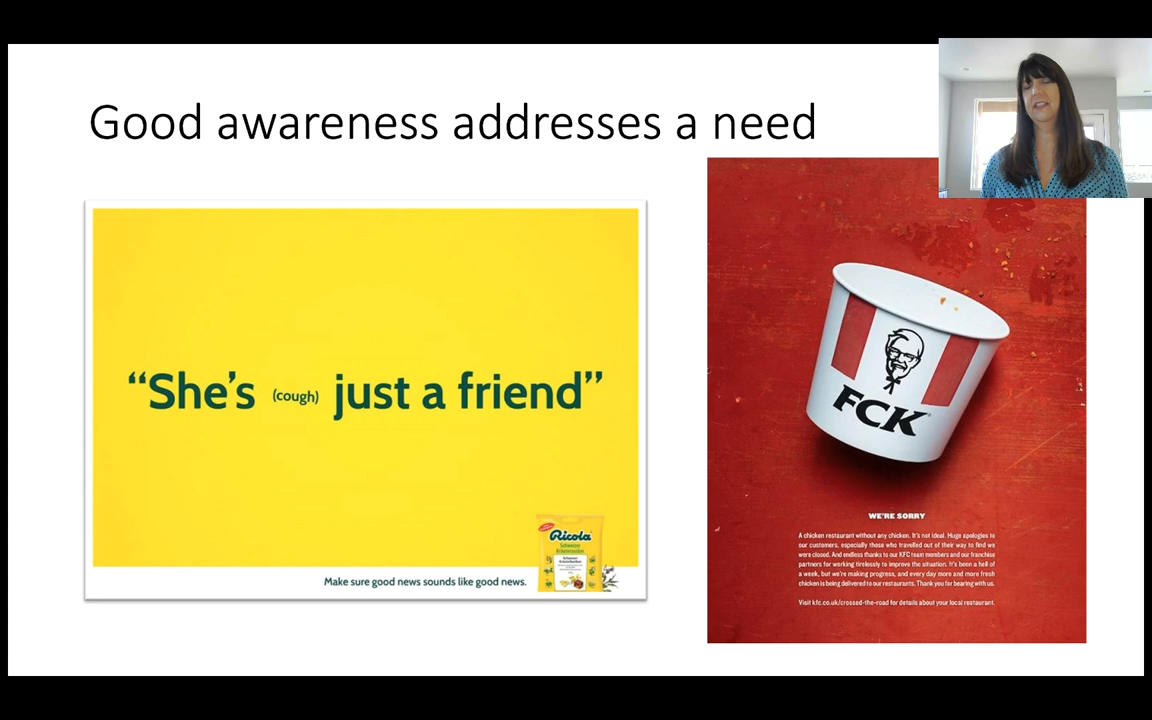 Good awareness addresses a need
“She’s (cough) just a friend”
Ricola
Schweizer
Kräuterbonbon
Make sure good news sounds like good news.
FCK
WE'RE SORRY
A chicken restaurant without any chicken. It's not ideal. Huge apologies to
our customers, especially those who travelled out of their way to find we
were closed. And endless thanks to our KFC team members and our franchise
partners for working tirelessly to improve the situation. It's been a hell of
a week, but we're making progress, and every day more and more fresh
chicken is being delivered to our restaurants. Thank you for bearing with us.
Visit kfc.co.uk/crossed-the-road for details about your local restaurant.